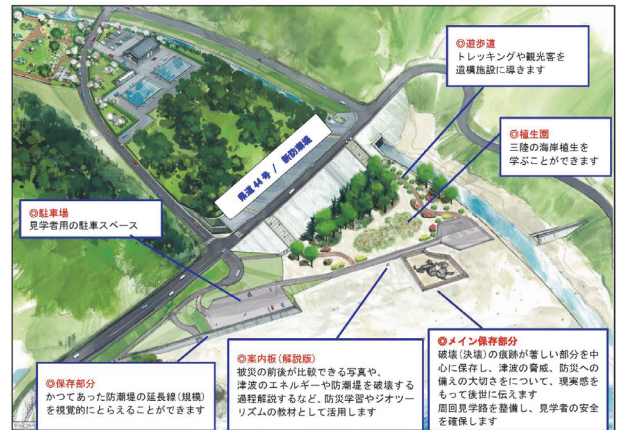 ◎遊歩道
トレッキングや観光客を
遺構施設に導きます
◎植生園
三陸の海岸植生を
学ぶことができます
県道44号/ 新防潮堤
◎駐車場
見学者用の駐車スペース
◎保存部分
かつてあった防潮堤の延長線(規模)
を視覚的にとらえることができます
◎案内板(解説版)
被災の前後が比較できる写真や、
津波のエネルギーや防潮堤を破壊する
過程解説するなど、防災学習やジオツー
リズムの教材として活用します
◎メイン保存部分
破壊(決壊)の痕跡が著しい部分を中
心に保存し、津波の脅威、防災への
備えの大切さをについて、現実感を
もって後世に伝えます
周回見学路を整備し、見学者の安全
を確保します